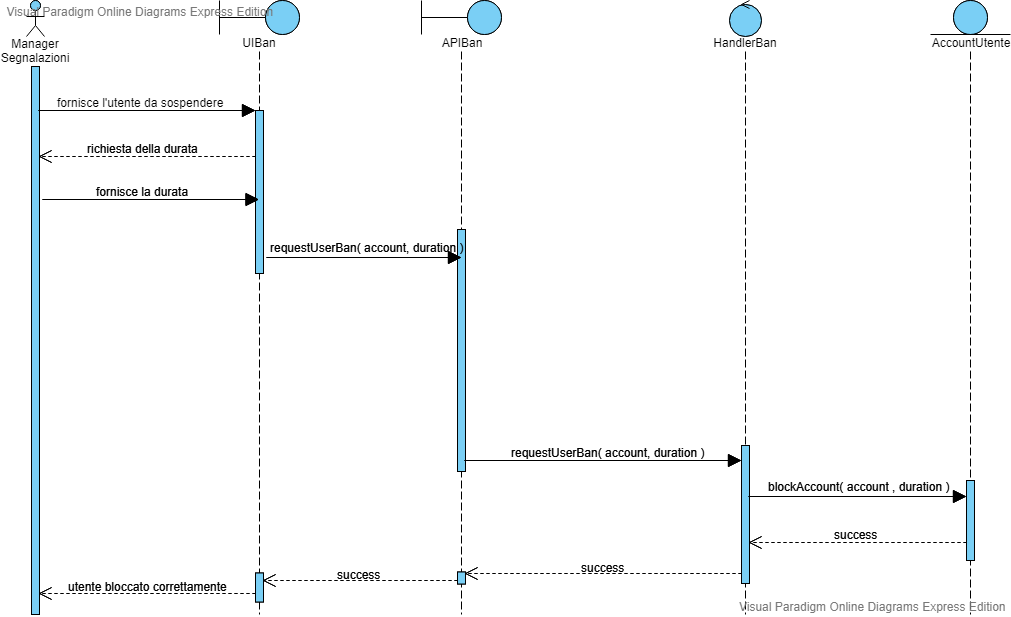 Visual Paradigm Online Diagrams Express Edition
Manager
Segnalazioni
UIBan
APIBan
HandlerBan
AccountUtente
fornisce l'utente da sospendere
richiesta della durata
fornisce la durata
requestUserBan( account, duration )
requestUserBan( account, duration )
blockAccount( account , duration )
success
success
success
utente bloccato correttamente
Visual Paradigm Online Diagrams Express Edition